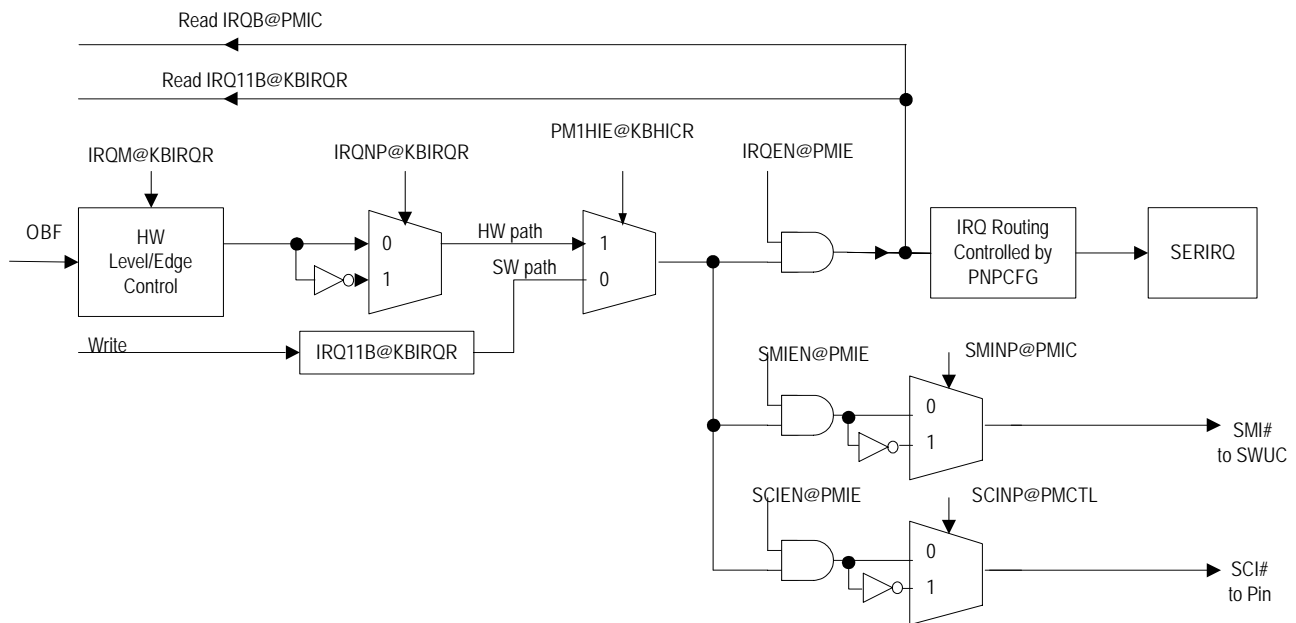 Read IRQB@PMIC
Read IRQ11B@KBIRQR
PM1HIE@KBHICR
IRQM@KBIRQR
IRQNP@KBIRQR
IRQEN@PMIE
OBF
HW
Level/Edge
Control
0
1
HW path
SW path
1
0
IRQ Routing
Controlled by
PNPCFG
SERIRQ
Write
IRQ11B@KBIRQR
SMIEN@PMIE
SMINP@PMIC
0
1
SMI#
to SWUC
SCIEN@PMIE
SCINP@PMCTL
0
1
SCI#
to Pin